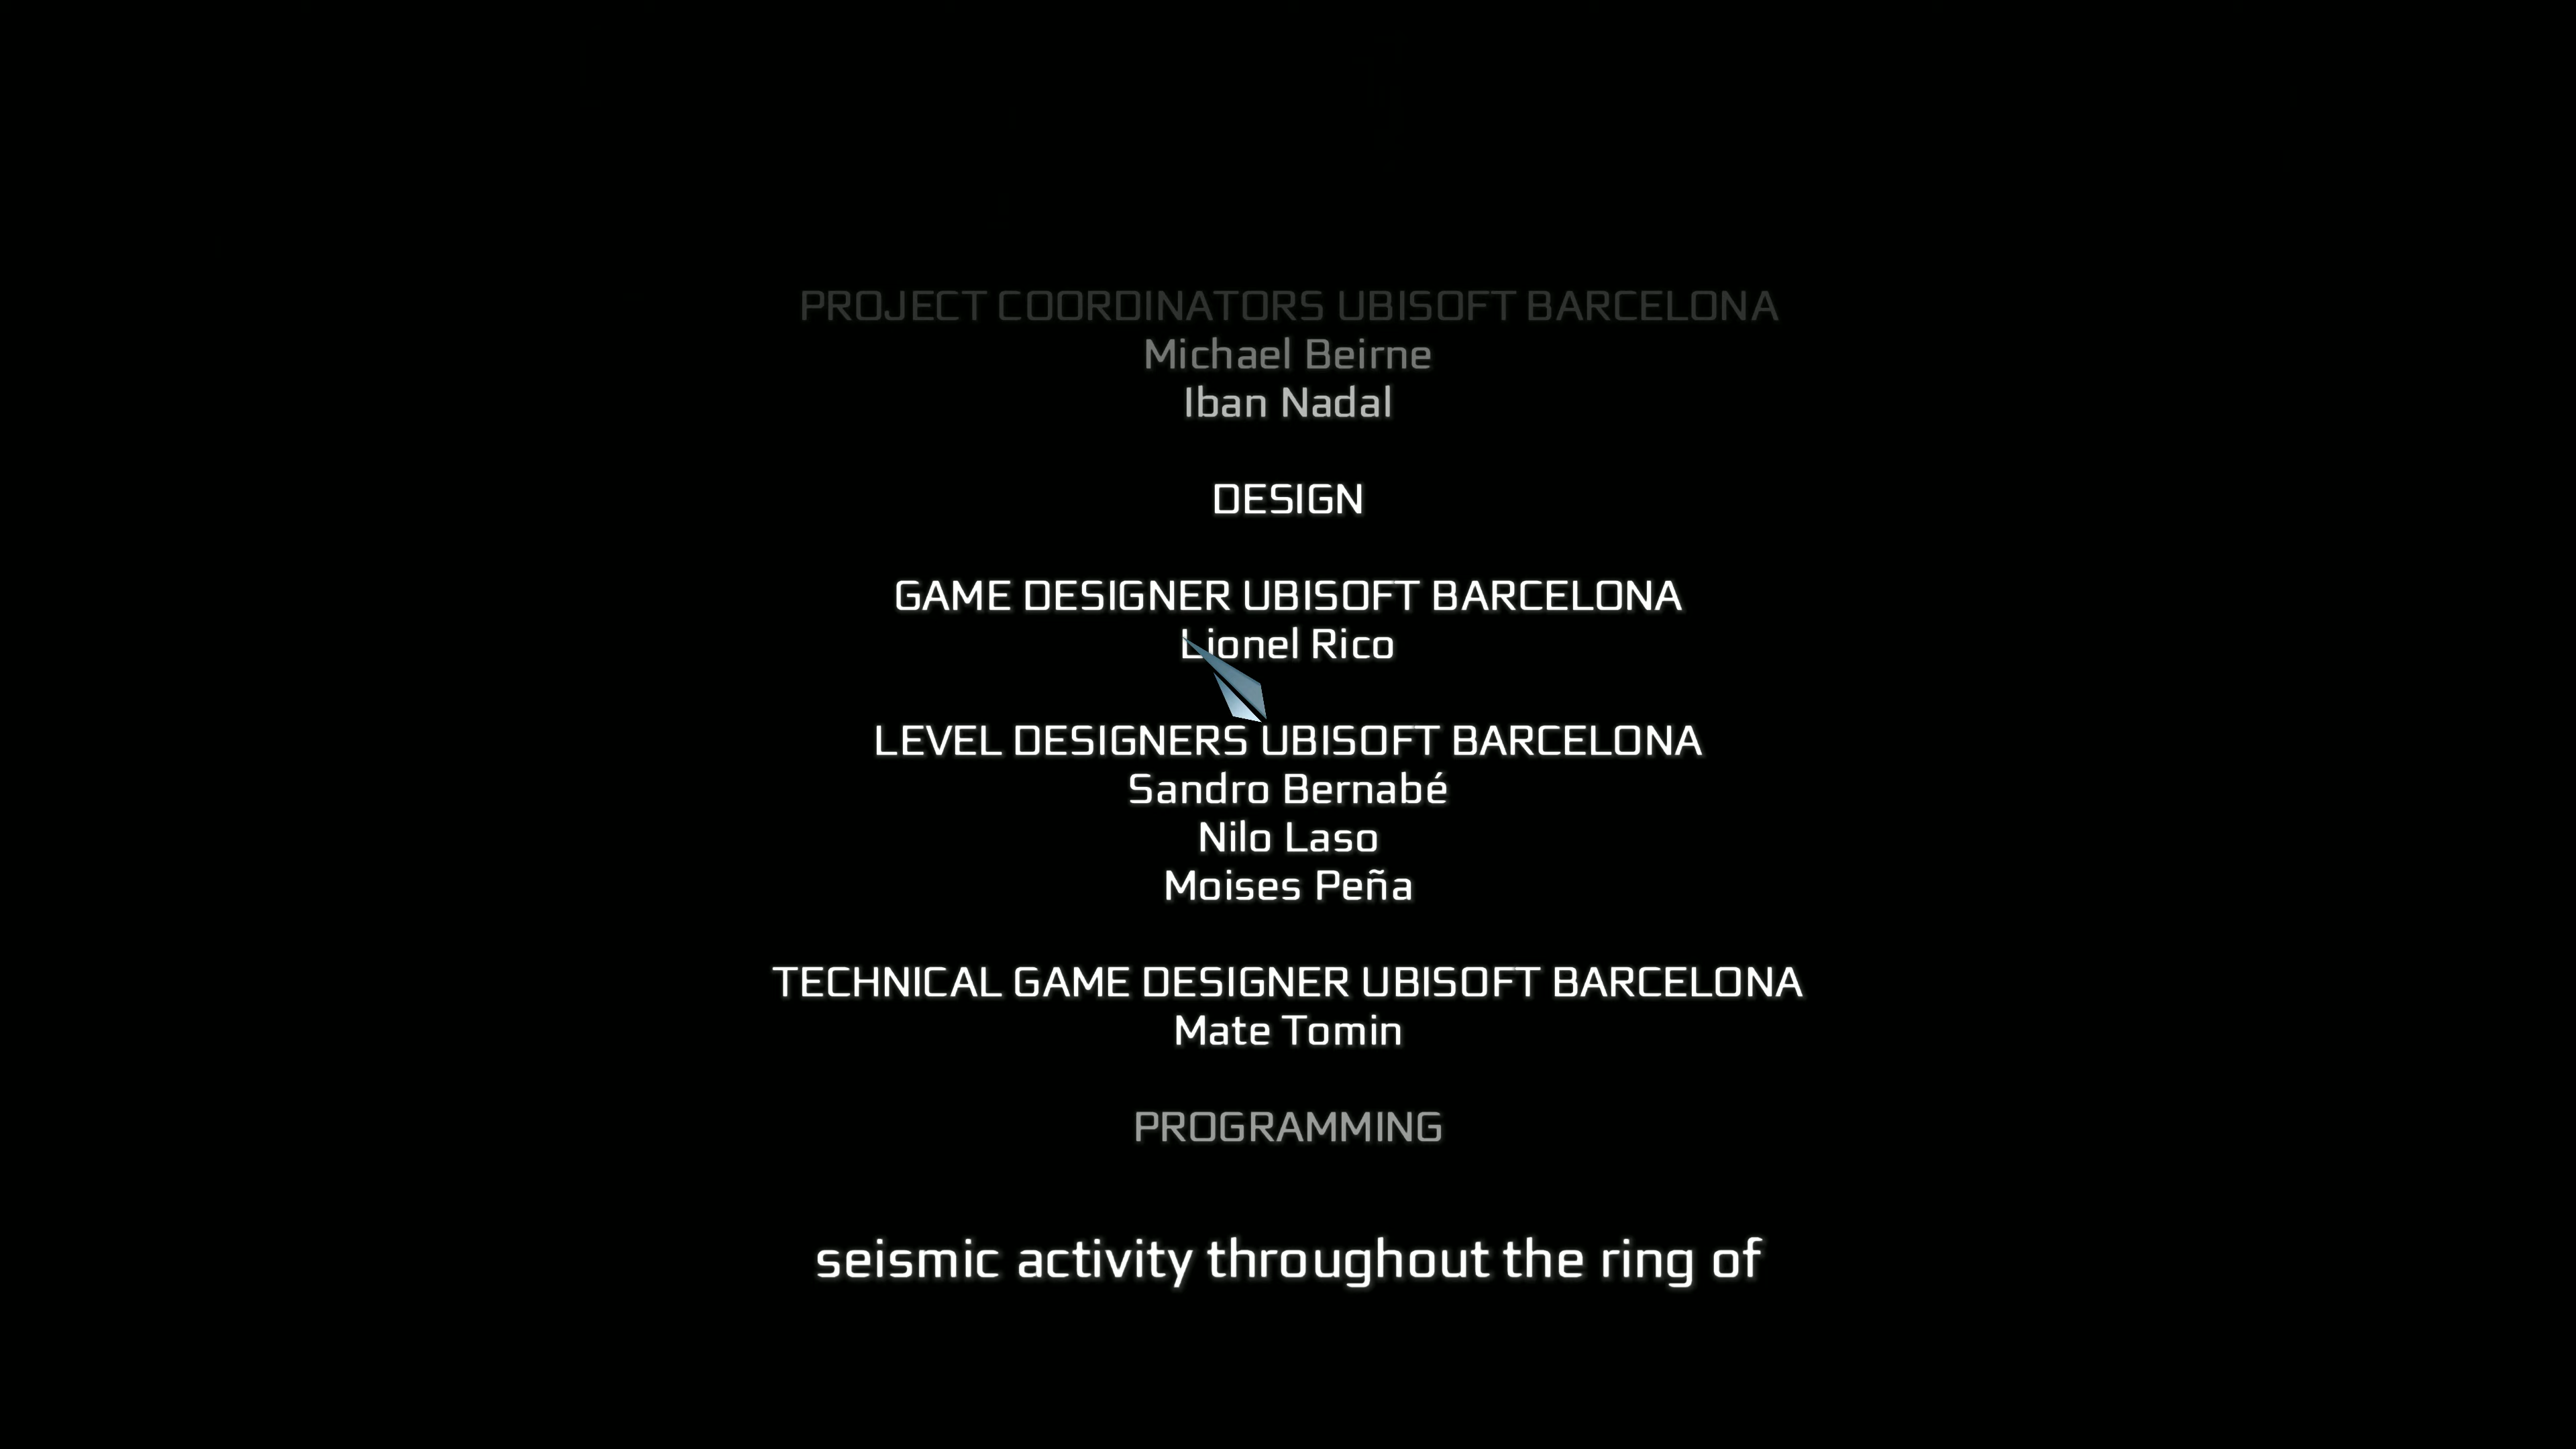 PROJECT COORDINATORS UBISOFT BARCELONA
Michael Beirne
Iban Nadal
DESIGN
GAME DESIGNER UBISOFT BARCELONA
Lionel Rico
LEVEL DESIGNERS UBISOFT BARCELONA
Sandro Bernabé
Nilo Laso
Moises Peña
TECHNICAL GAME DESIGNER UBISOFT BARCELONA
Mate Tomin
PROGRAMMING
seismic activity throughout the ring of